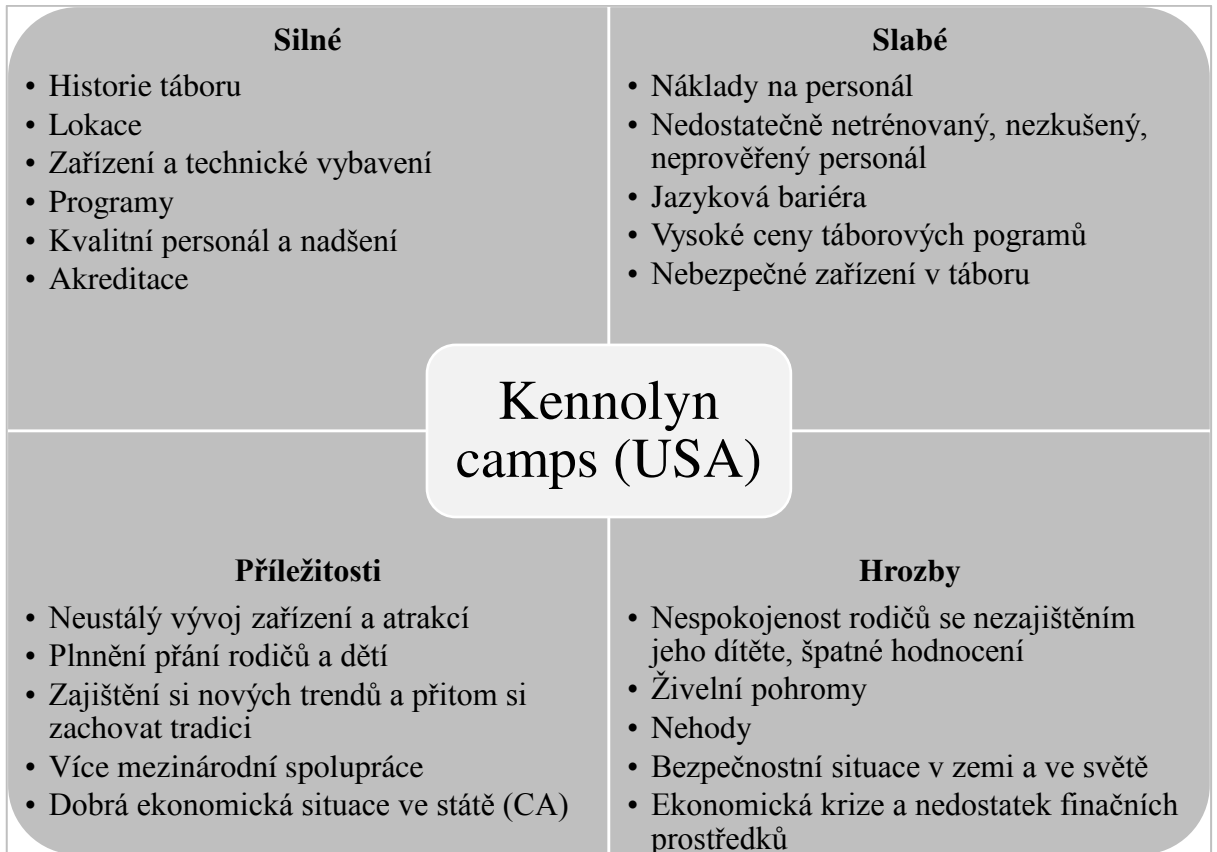 Silné
• Historie táboru
• Lokace
• Zařízení a technické vybavení
• Programy
• Kvalitní personál a nadšení
• Akreditace
Slabé
• Náklady na personál
• Nedostatečně netrénovaný, nezkušený,
neprověřený personál
• Jazyková bariéra
• Vysoké ceny táborových pogramů
• Nebezpečné zařízení v táboru
Kennolyn
camps (USA)
Příležitosti
• Neustálý vývoj zařízení a atrakcí
• Plnnění přání rodičů a dětí
• Zajištění si nových trendů a přitom si
zachovat tradici
• Více mezinárodní spolupráce
• Dobrá ekonomická situace ve státě (CA)
Hrozby
• Nespokojenost rodičů se nezajištěním
jeho dítěte, špatné hodnocení
• Živelní pohromy
• Nehody
• Bezpečnostní situace v zemi a ve světě
• Ekonomická krize a nedostatek finačních
prostředků